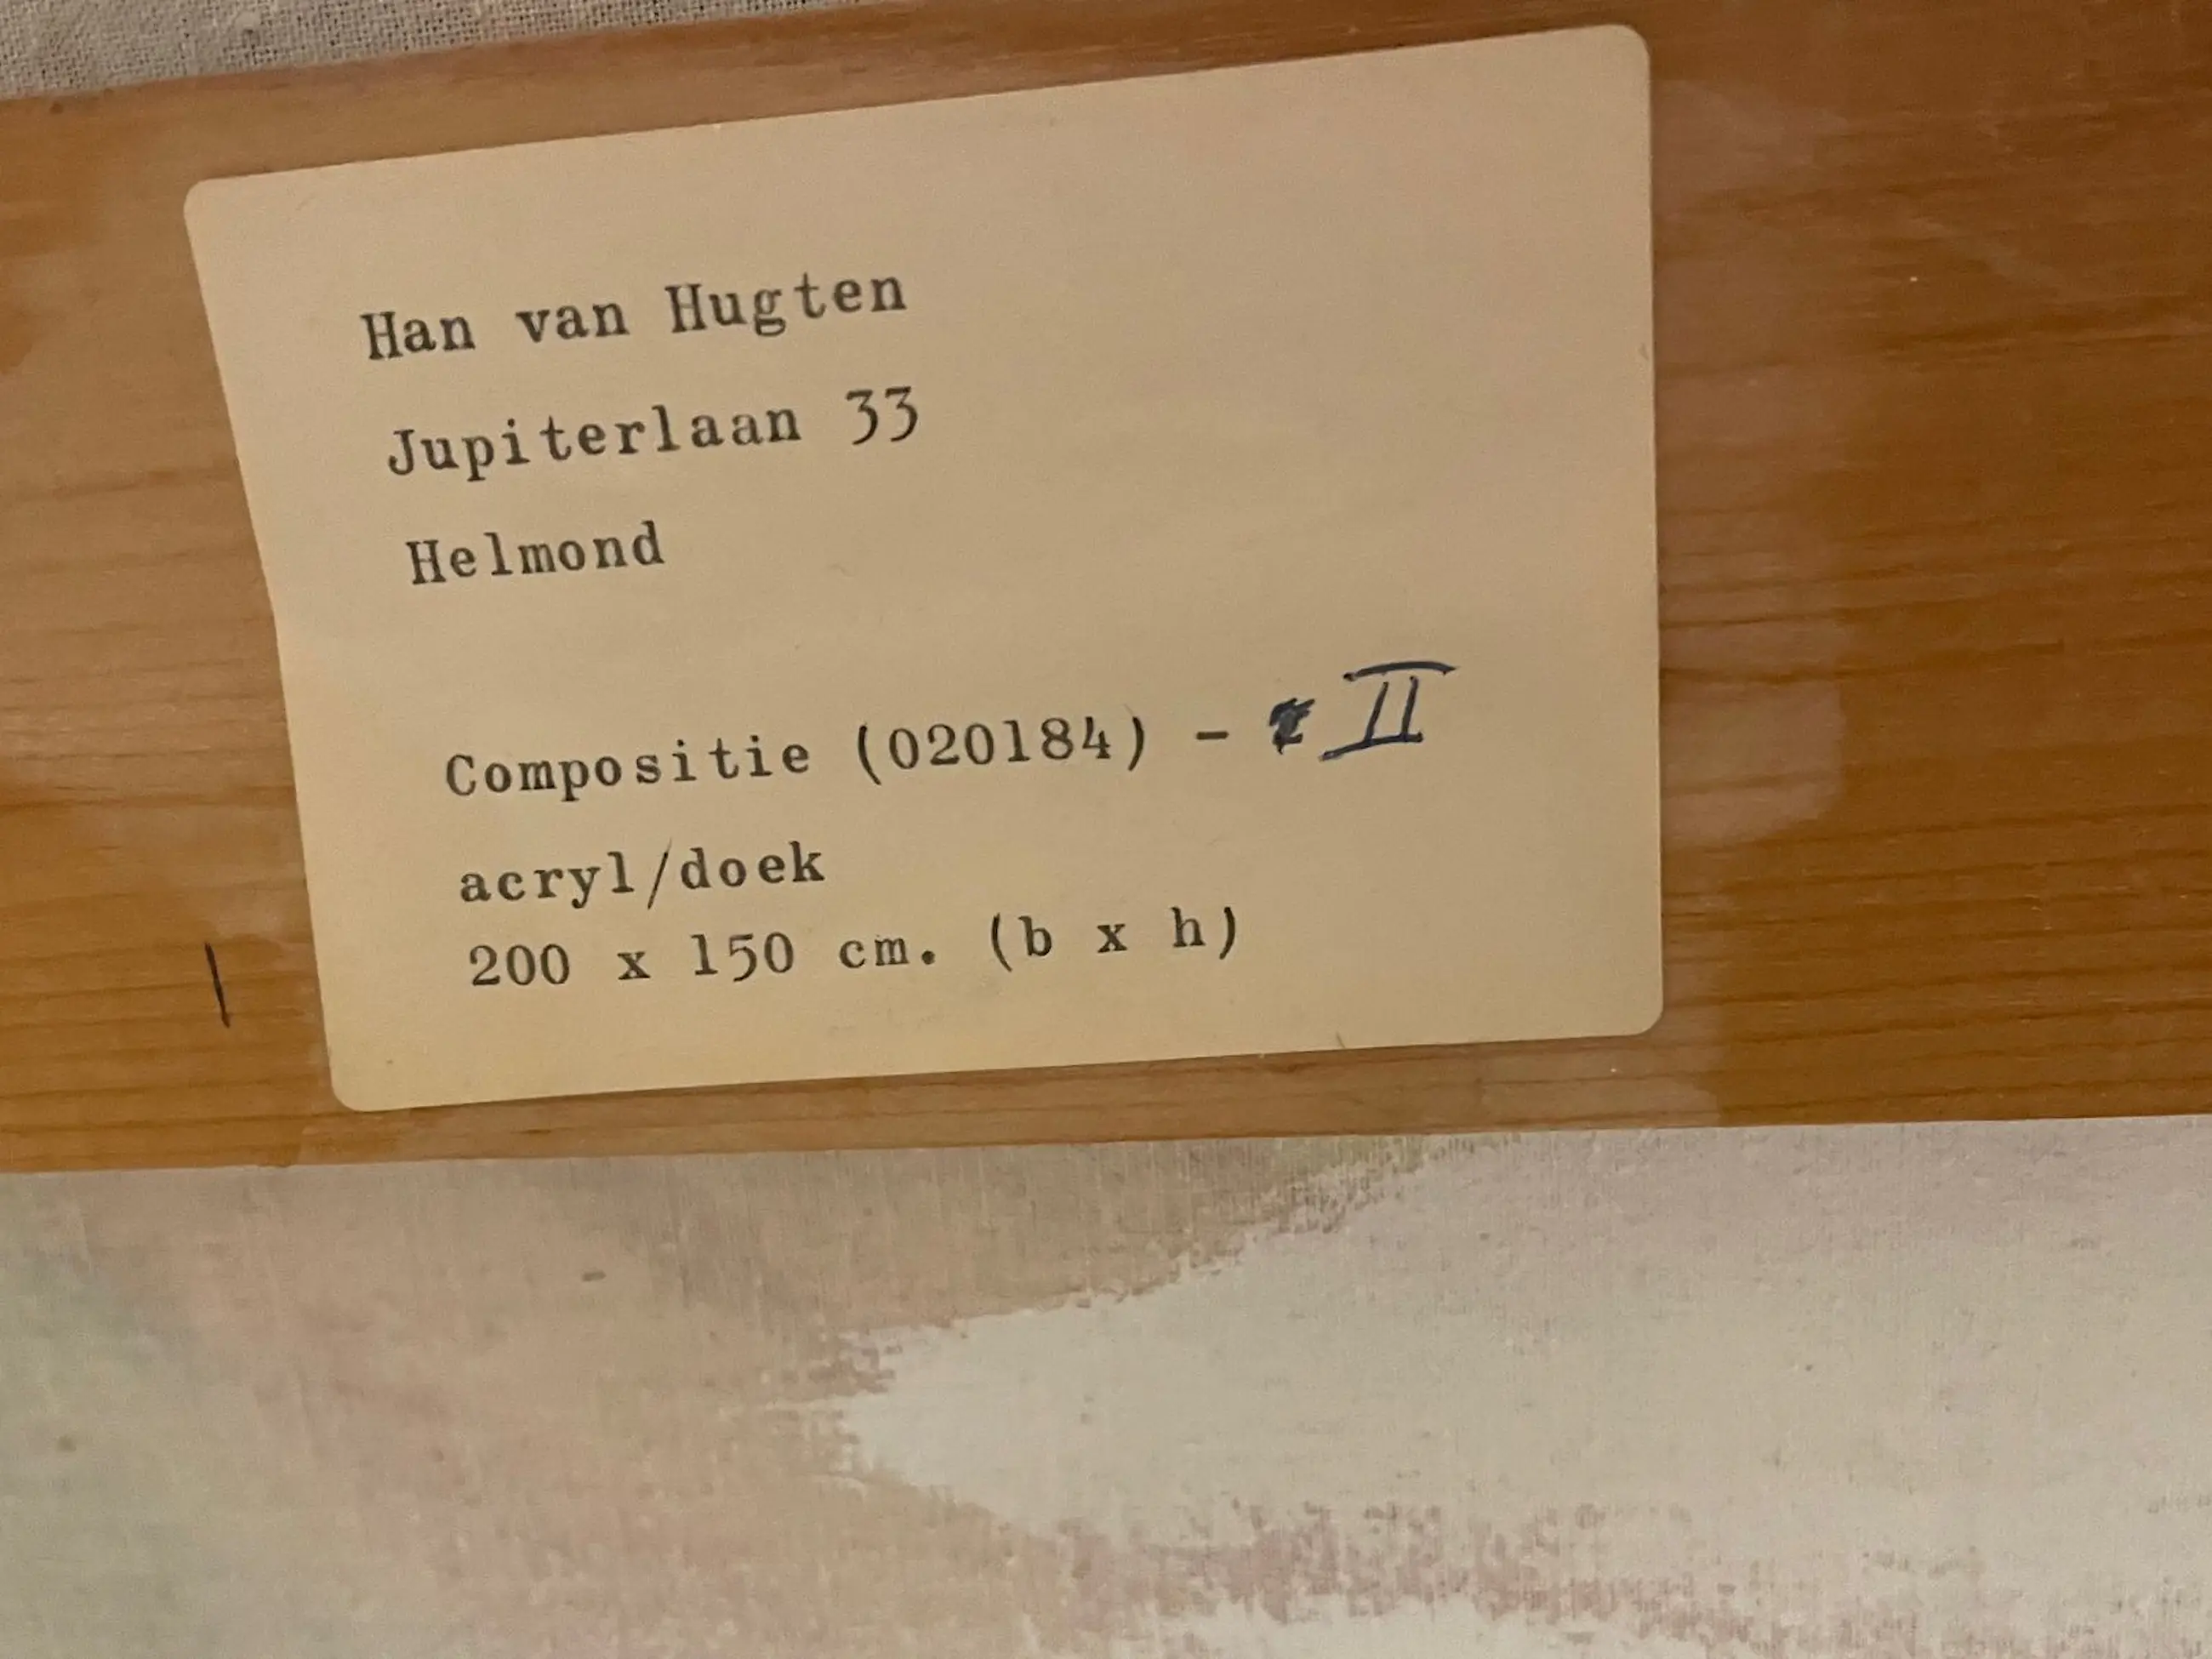 Han van Hugten
Jupiterlaan 33
Helmond
Compositie (020184) - II
acryl/doek
200 x 150 cm. (b x h)